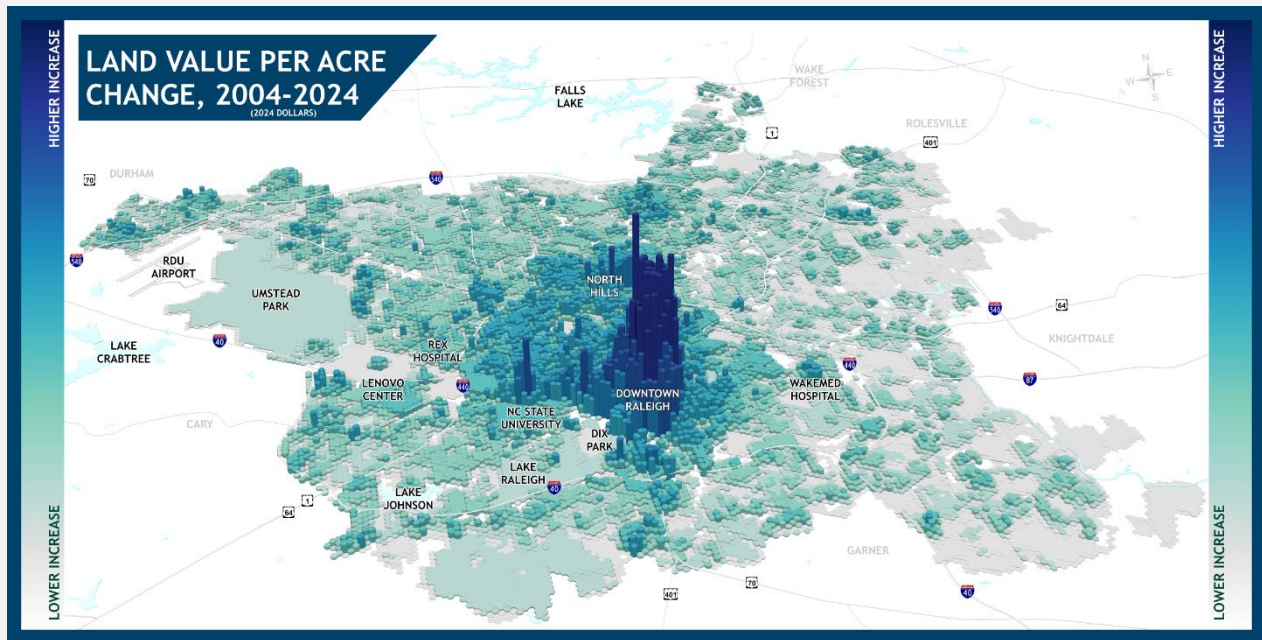 LAND VALUE PER ACRE
CHANGE, 2004-2024
(2024 DOLLARS)
HIGHER INCREASE
LOWER INCREASE
HIGHER INCREASE
LOWER INCREASE
N
W E
S
FALLS
LAKE
WAKE
FOREST
1
ROLESVILLE
401
70
DURHAM
540
540
RDU
AIRPORT
UMSTEAD
PARK
NORTH
HILLS
64
540
KNIGHTDALE
LAKE
CRABTREE
40
REX
HOSPITAL
440
87
LENOVO
CENTER
440
WAKEMED
HOSPITAL
DOWNTOWN
RALEIGH
CARY
NC STATE
UNIVERSITY
DIX
PARK
LAKE
RALEIGH
40
LAKE
JOHNSON
1
64
GARNER
70
401
40